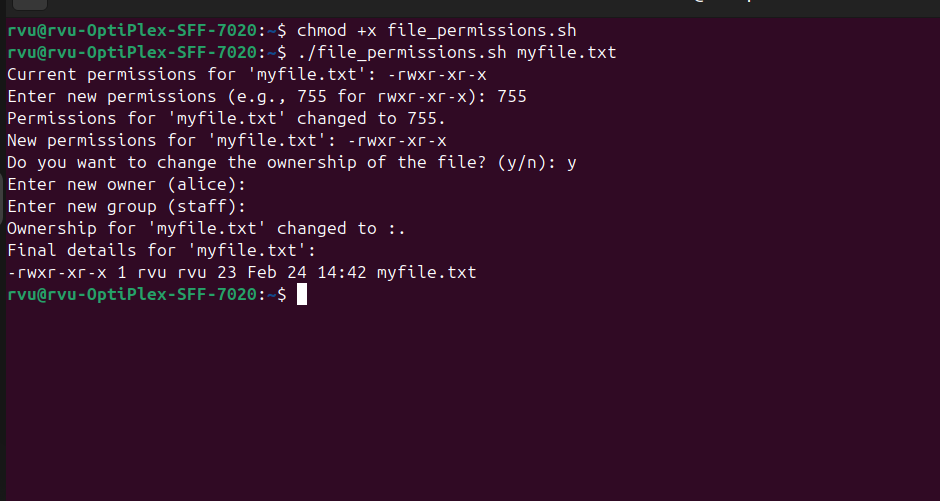 rvu@rvu-OptiPlex-SFF-7020:~$ chmod +x file_permissions.sh
rvu@rvu-OptiPlex-SFF-7020:~$ ./file_permissions.sh myfile.txt
Current permissions for 'myfile.txt': -rwxr-xr-x
Enter new permissions (e.g., 755 for rwxr-xr-x): 755
Permissions for 'myfile.txt' changed to 755.
New permissions for 'myfile.txt': -rwxr-xr-x
Do you want to change the ownership of the file? (y/n): y
Enter new owner (alice):
Enter new group (staff):
Ownership for 'myfile.txt' changed to :.
Final details for 'myfile.txt':
-rwxr-xr-x 1 rvu rvu 23 Feb 24 14:42 myfile.txt
rvu@rvu-OptiPlex-SFF-7020:~$